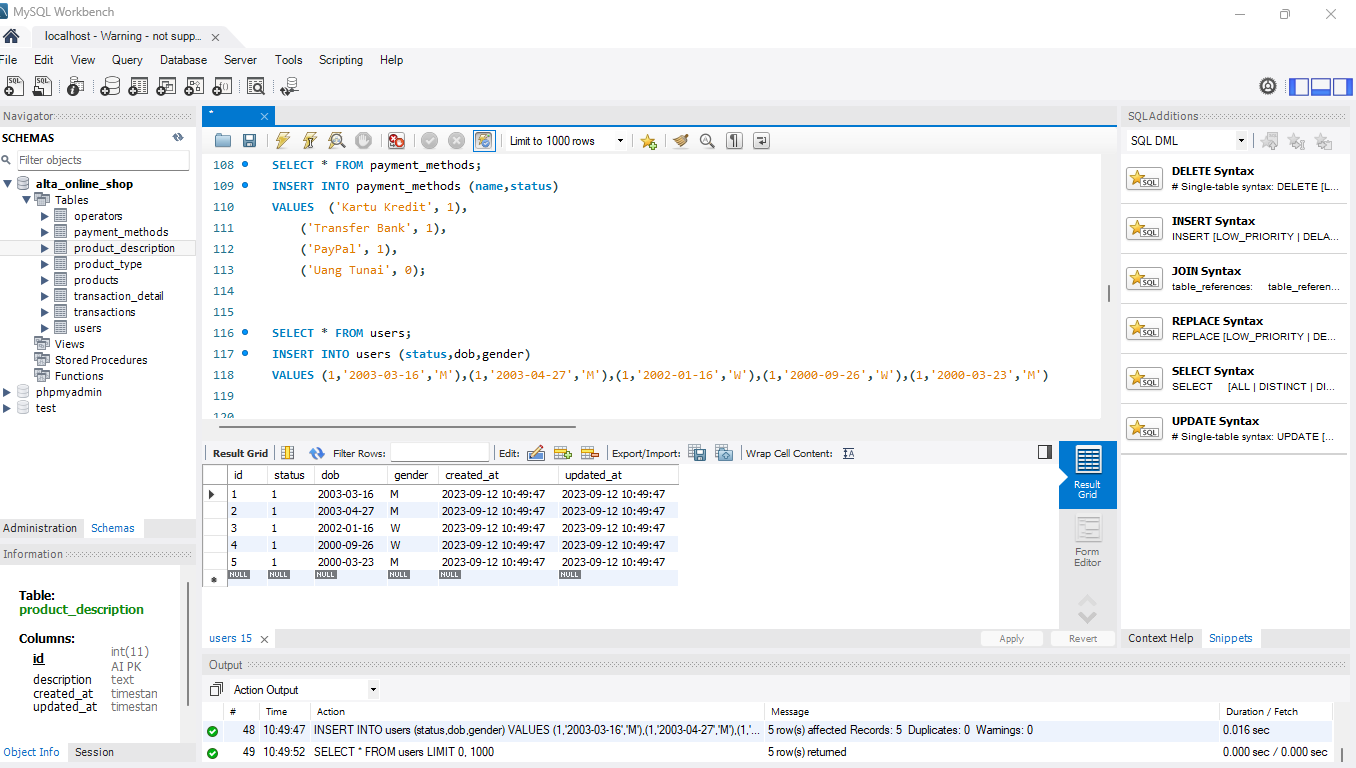 MySQL Workbench
localhost - Warning - not supp...
File Edit View Query Database Server Tools Scripting Help
Navigator
SCHEMAS
Filter objects
alta_online_shop
Tables
operators
payment_methods
product_description
product_type
products
transaction_detail
transactions
users
Views
Stored Procedures
Functions
phpmyadmin
test
Administration Schemas
Information
Table:
product_description
Columns:
id int(11)
AI PK
description text
created_at timestan
updated_at timestan
Object Info Session
*
Limit to 1000 rows
108 SELECT * FROM payment_methods;
109 INSERT INTO payment_methods (name,status)
110 VALUES ('Kartu Kredit', 1),
111 ('Transfer Bank', 1),
112 ('PayPal', 1),
113 ('Uang Tunai', 0);
114
115
116 SELECT * FROM users;
117 INSERT INTO users (status,dob,gender)
118 VALUES (1,'2003-03-16','M'),(1,'2003-04-27','M'),(1,'2002-01-16','W'),(1,'2000-09-26','W'),(1,'2000-03-23','M')
119
120
Result Grid Filter Rows: Edit: Export/Import: Wrap Cell Content:
id status dob gender created_at updated_at
1 1 2003-03-16 M 2023-09-12 10:49:47 2023-09-12 10:49:47
2 1 2003-04-27 M 2023-09-12 10:49:47 2023-09-12 10:49:47
3 1 2002-01-16 W 2023-09-12 10:49:47 2023-09-12 10:49:47
4 1 2000-09-26 W 2023-09-12 10:49:47 2023-09-12 10:49:47
5 1 2000-03-23 M 2023-09-12 10:49:47 2023-09-12 10:49:47
NULL NULL NULL NULL NULL NULL
Result
Grid
Form
Editor
users 15 Apply Revert
SQL Additions
SQL DML
DELETE Syntax
# Single-table syntax: DELETE [L...
INSERT Syntax
INSERT [LOW_PRIORITY | DELA...
JOIN Syntax
table_references: table_referen...
REPLACE Syntax
REPLACE [LOW_PRIORITY | DE...
SELECT Syntax
SELECT [ALL | DISTINCT | DI...
UPDATE Syntax
# Single-table syntax: UPDATE [...
Context Help Snippets
Output
Action Output
# Time Action Message Duration / Fetch
48 10:49:47 INSERT INTO users (status,dob,gender) VALUES (1,'2003-03-16','M'),(1,'2003-04-27','M'),(1,'... 5 row(s) affected Records: 5 Duplicates: 0 Warnings: 0 0.016 sec
49 10:49:52 SELECT * FROM users LIMIT 0, 1000 5 row(s) returned 0.000 sec / 0.000 sec